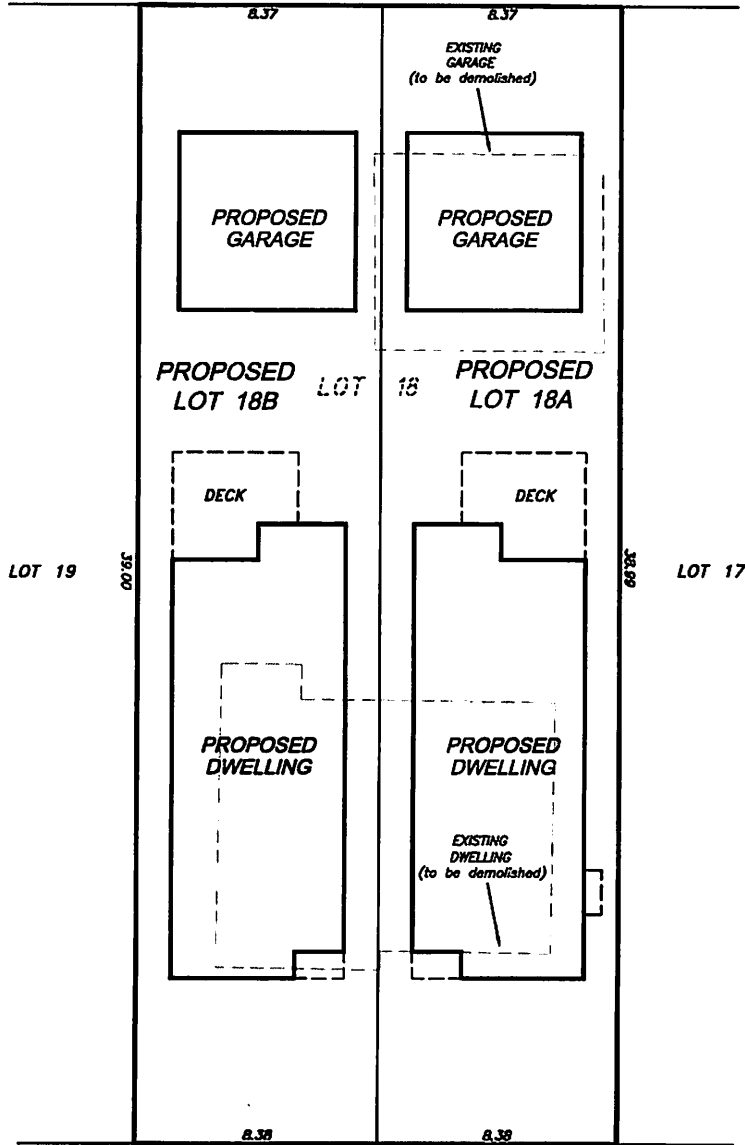 8.37
8.37
EXISTING
GARAGE
(to be demolished)
PROPOSED
GARAGE
PROPOSED
GARAGE
PROPOSED
LOT 18B
LOT 18
PROPOSED
LOT 18A
DECK
DECK
LOT 19
39.00
38.99
LOT 17
PROPOSED
DWELLING
PROPOSED
DWELLING
EXISTING
DWELLING
(to be demolished)
8.38
8.38